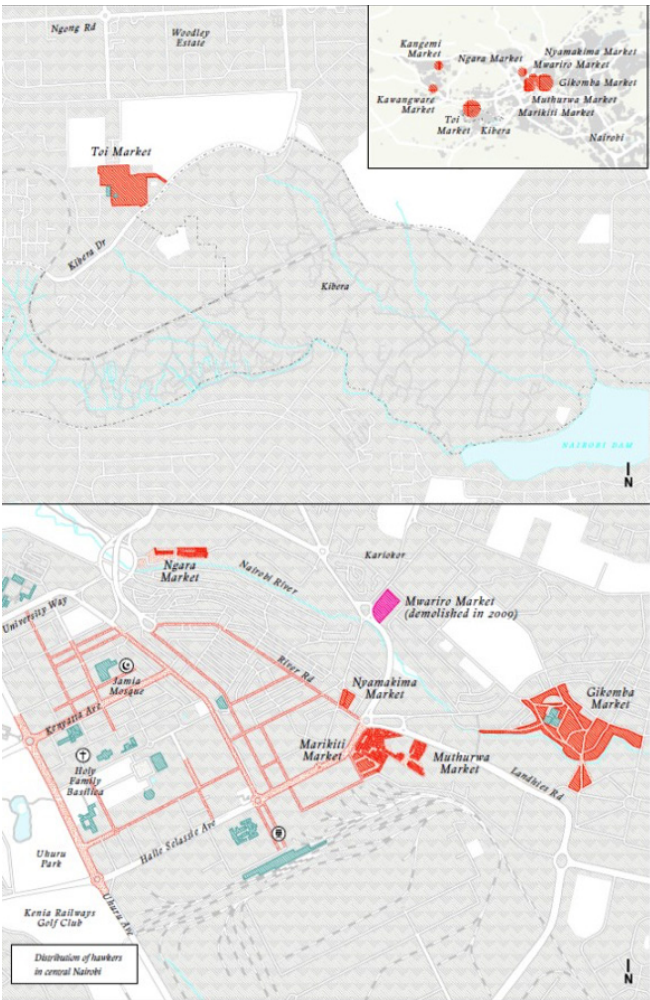 Ngong Rd
Woodley
Estate
Toi Market
Kibera Dr
Kibera
NAIROBI DAM
N
Kangemi
Market
Ngara Market
Nyamakima Market
Mwariro Market
Gikomba Market
Kawangware
Market
Muthurwa Market
Marikiti Market
Toi
Market
Kibera
Nairobi
Ngara
Market
Nairobi River
Kariokor
Mwariro Market
(demolished in 2009)
University Way
Jamia
Mosque
River Rd
Nyamakima
Market
Gikomba
Market
Kenyatta Ave
Marikiti
Market
Muthurwa
Market
Holy
Family
Basilica
Landhies Rd
Haile Selassie Ave
Uhuru
Park
Uhuru Ave
Kenia Railways
Golf Club
Distribution of hawkers
in central Nairobi
N